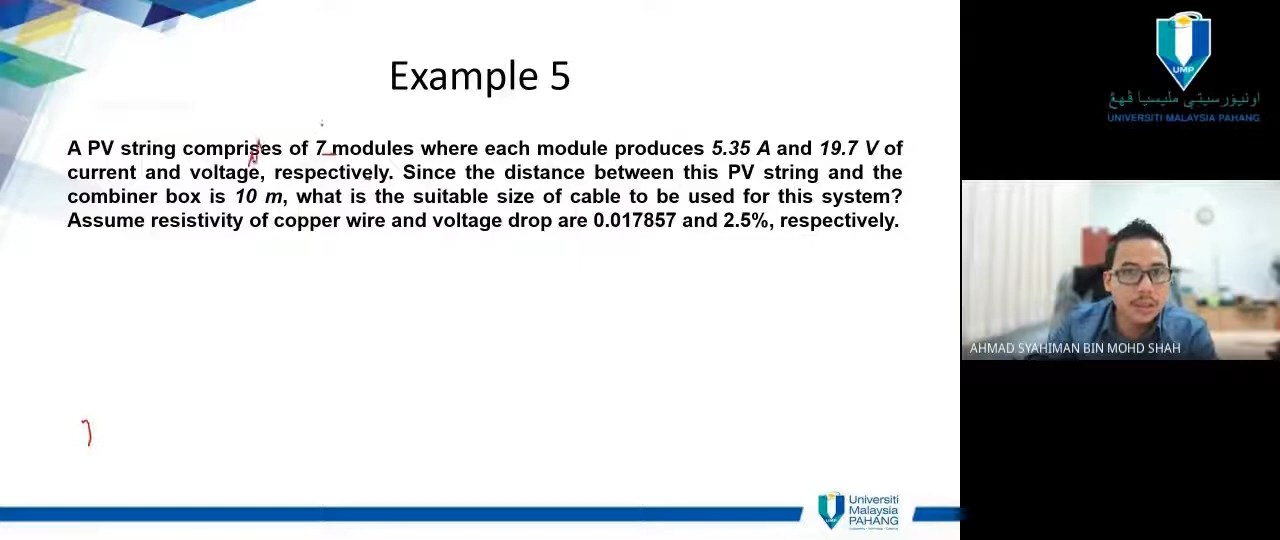 Example 5
A PV string comprises of 7 modules where each module produces 5.35 A and 19.7 V of
current and voltage, respectively. Since the distance between this PV string and the
combiner box is 10 m, what is the suitable size of cable to be used for this system?
Assume resistivity of copper wire and voltage drop are 0.017857 and 2.5%, respectively.
UMP
Universiti
Malaysia
PAHANG
UMP
اونيۏرسيتي مليسيا ڤهڠ
UNIVERSITI MALAYSIA PAHANG
AHMAD SYAHIMAN BIN MOHD SHAH